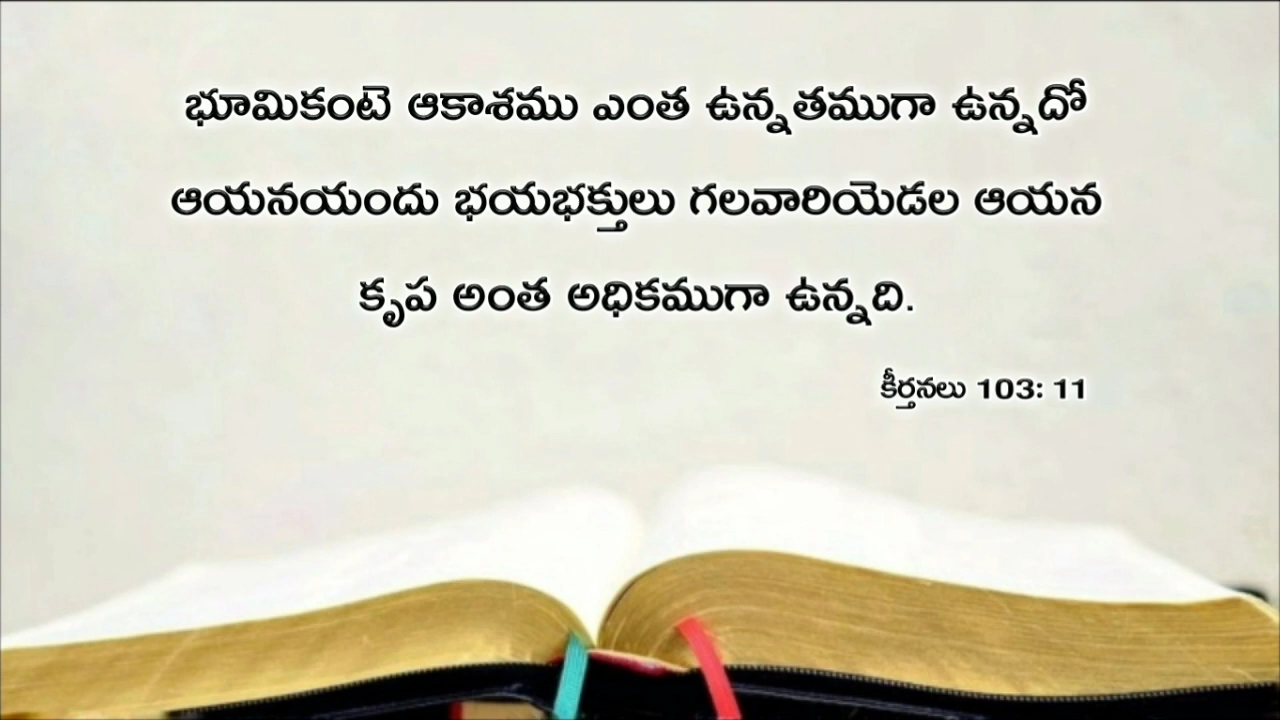 భూమికంటె ఆకాశము ఎంత ఉన్నతముగా ఉన్నదో
ఆయనయందు భయభక్తులు గలవారియెడల ఆయన
కృప అంత అధికముగా ఉన్నది.
కీర్తనలు 103: 11